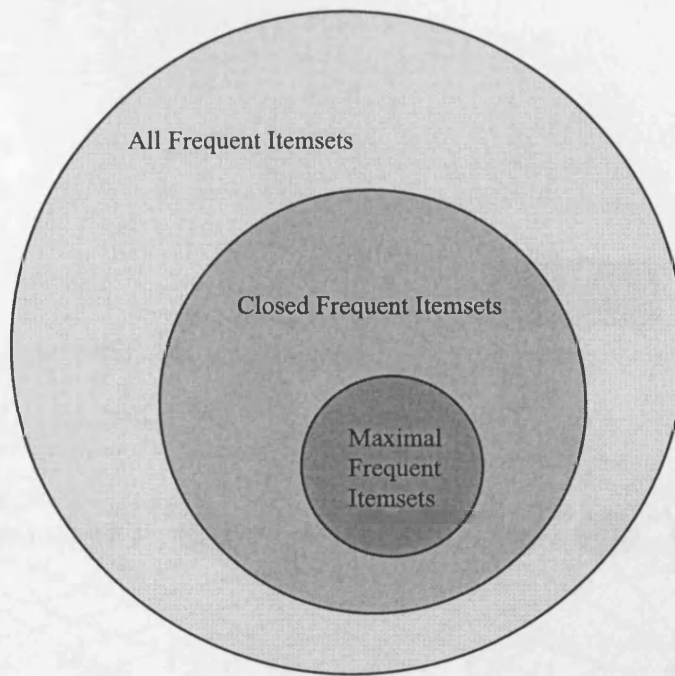 All Frequent Itemsets
Closed Frequent Itemsets
Maximal
Frequent
Itemsets